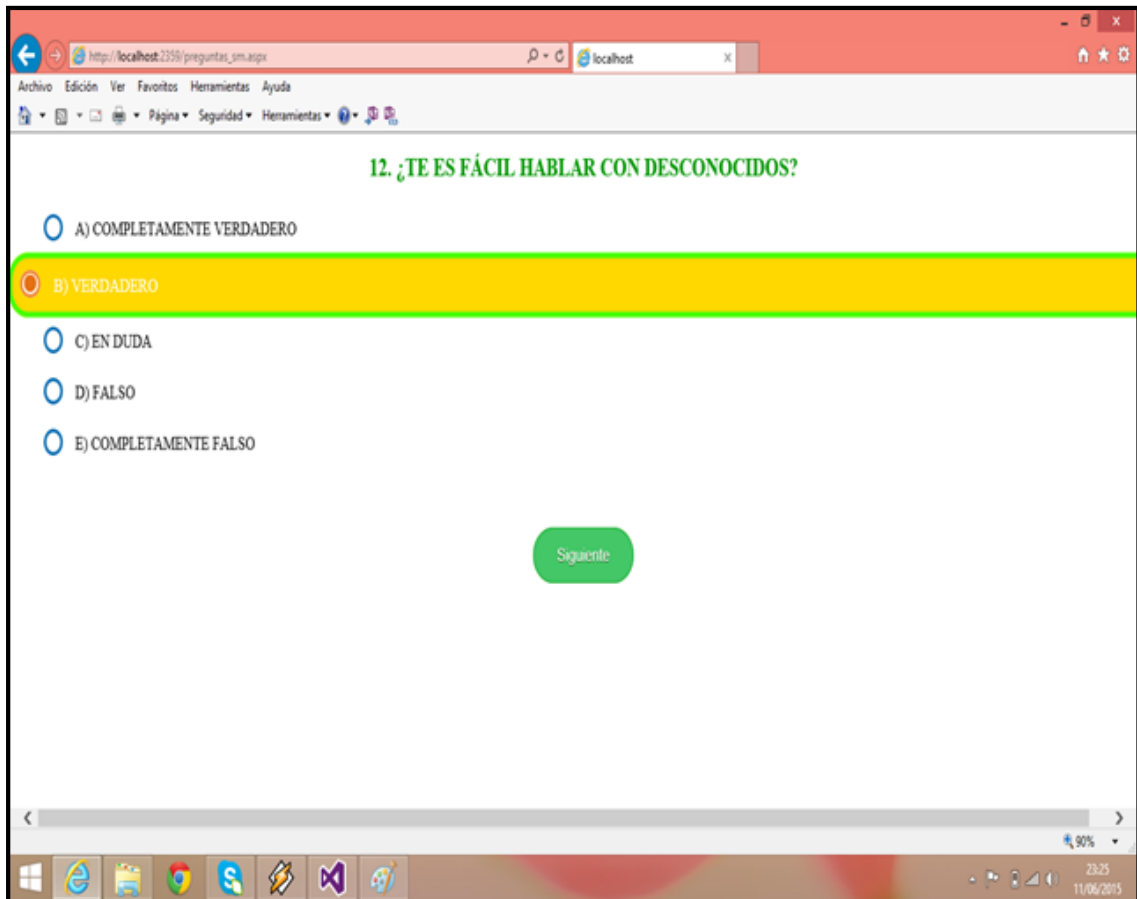 http://localhost:2359/preguntas_sm.aspx
localhost
Archivo Edición Ver Favoritos Herramientas Ayuda
Página Seguridad Herramientas
12. ¿TE ES FÁCIL HABLAR CON DESCONOCIDOS?
A) COMPLETAMENTE VERDADERO
B) VERDADERO
C) EN DUDA
D) FALSO
E) COMPLETAMENTE FALSO
Siguiente
90%
23:25
11/06/2015